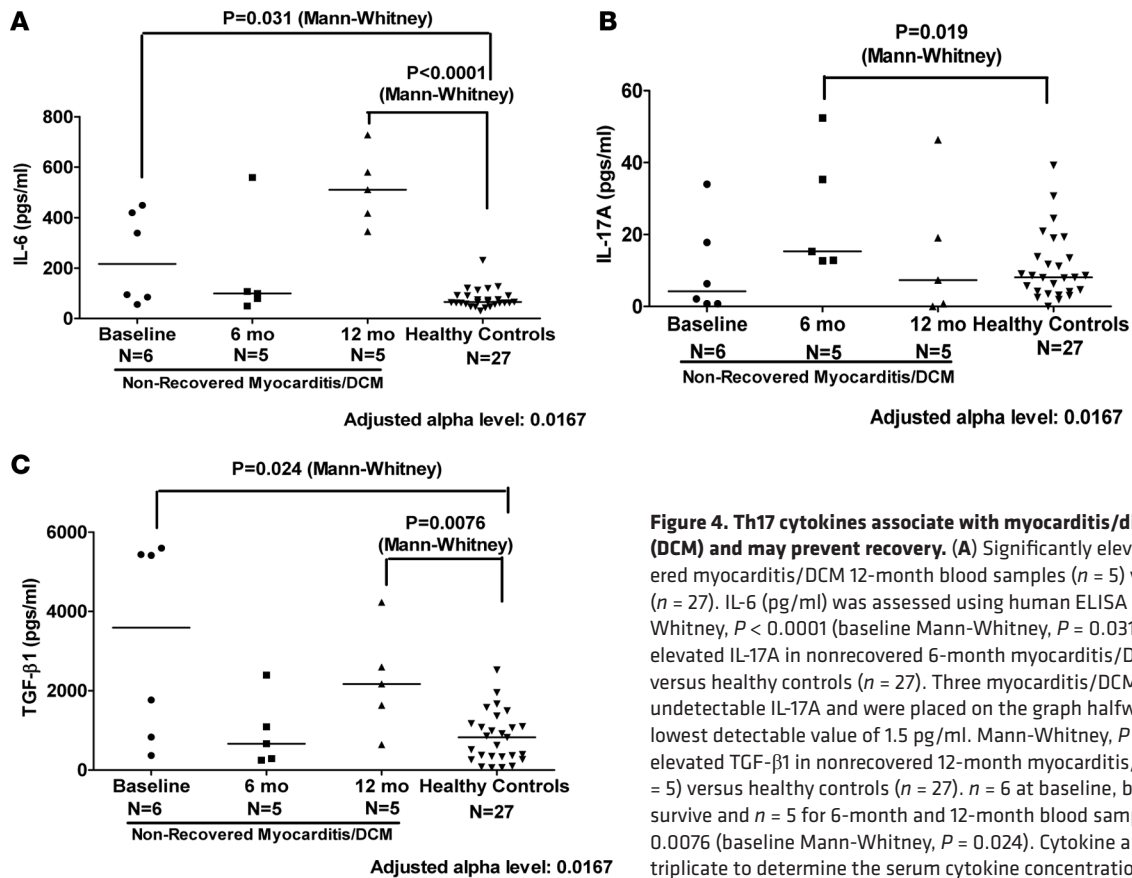 A
P=0.031 (Mann-Whitney)
P<0.0001
(Mann-Whitney)
IL-6 (pgs/ml)
800
600
400
200
0
Baseline 6 mo 12 mo Healthy Controls
N=6 N=5 N=5 N=27
Non-Recovered Myocarditis/DCM
Adjusted alpha level: 0.0167
B
P=0.019
(Mann-Whitney)
IL-17A (pgs/ml)
60
40
20
0
Baseline 6 mo 12 mo Healthy Controls
N=6 N=5 N=5 N=27
Non-Recovered Myocarditis/DCM
Adjusted alpha level: 0.0167
C
P=0.024 (Mann-Whitney)
P=0.0076
(Mann-Whitney)
TGF-β1 (pgs/ml)
6000
4000
2000
0
Baseline 6 mo 12 mo Healthy Controls
N=6 N=5 N=5 N=27
Non-Recovered Myocarditis/DCM
Adjusted alpha level: 0.0167
Figure 4. Th17 cytokines associate with myocarditis/di
(DCM) and may prevent recovery. (A) Significantly elev
ered myocarditis/DCM 12-month blood samples (n = 5) v
(n = 27). IL-6 (pg/ml) was assessed using human ELISA
Whitney, P < 0.0001 (baseline Mann-Whitney, P = 0.031
elevated IL-17A in nonrecovered 6-month myocarditis/D
versus healthy controls (n = 27). Three myocarditis/DCM
undetectable IL-17A and were placed on the graph halfw
lowest detectable value of 1.5 pg/ml. Mann-Whitney, P
elevated TGF-β1 in nonrecovered 12-month myocarditis/
= 5) versus healthy controls (n = 27). n = 6 at baseline, b
survive and n = 5 for 6-month and 12-month blood samp
0.0076 (baseline Mann-Whitney, P = 0.024). Cytokine a
triplicate to determine the serum cytokine concentratio